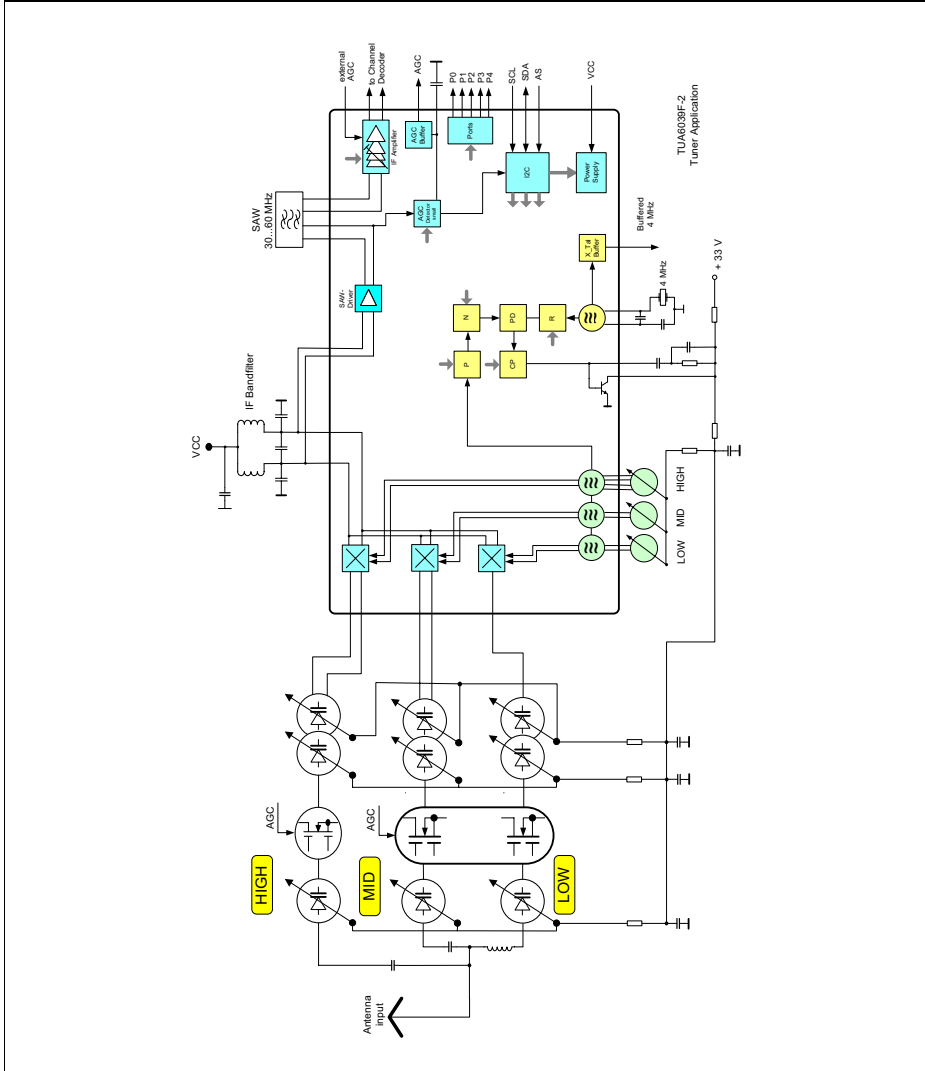 external
AGC
to Channel
Decoder
AGC
P0
P1
P2
P3
P4
SCL
SDA
AS
VCC
IF Amplifier
AGC
Buffer
Ports
I2C
Power
Supply
TUA6039F-2
Tuner Application
SAW
30...60 MHz
AGC
Detector
small
X_Tal
Buffer
Buffered
4 MHz
SAW-
Driver
N
PD
R
4 MHz
+ 33 V
P
CP
IF Bandfilter
VCC
HIGH
MID
LOW
AGC
AGC
HIGH
MID
LOW
Antenna
input